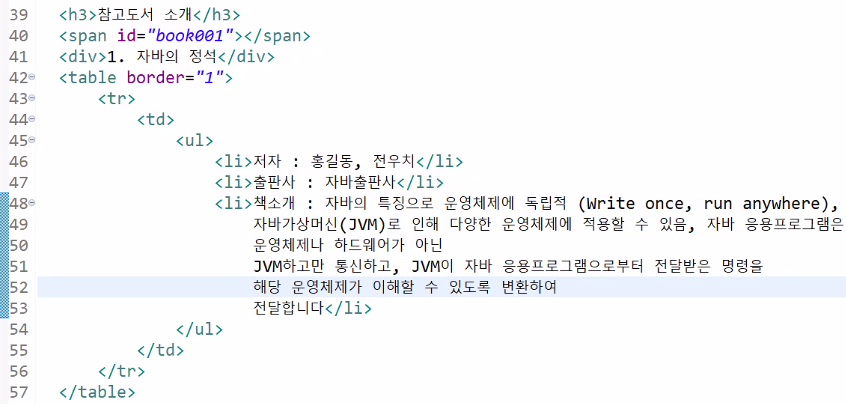 39 <h3>참고도서 소개</h3>
40 <span id="book001"></span>
41 <div>1. 자바의 정석</div>
42 <table border="1">
43 <tr>
44 <td>
45 <ul>
46 <li>저자 : 홍길동, 전우치</li>
47 <li>출판사 : 자바출판사</li>
48 <li>책소개 : 자바의 특징으로 운영체제에 독립적 (Write once, run anywhere),
49 자바가상머신(JVM)로 인해 다양한 운영체제에 적용할 수 있음, 자바 응용프로그램은
50 운영체제나 하드웨어가 아닌
51 JVM하고만 통신하고, JVM이 자바 응용프로그램으로부터 전달받은 명령을
52 해당 운영체제가 이해할 수 있도록 변환하여
53 전달합니다</li>
54 </ul>
55 </td>
56 </tr>
57 </table>